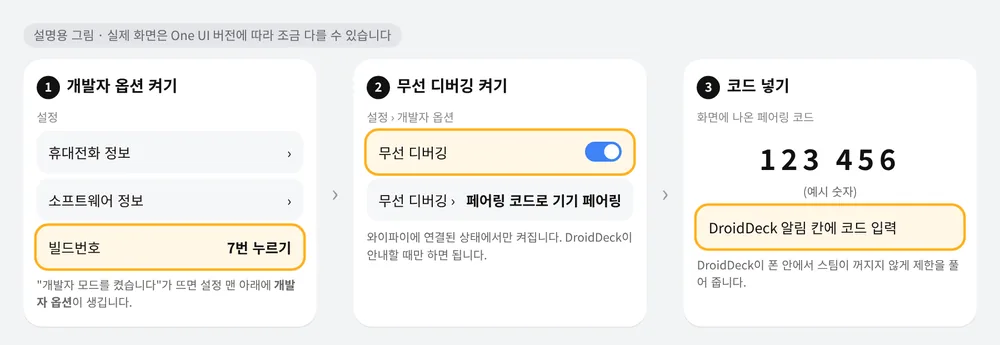 설명용 그림 · 실제 화면은 One UI 버전에 따라 조금 다를 수 있습니다
1 개발자 옵션 켜기
설정
휴대전화 정보 ›
소프트웨어 정보 ›
빌드번호 7번 누르기
"개발자 모드를 켰습니다"가 뜨면 설정 맨 아래에 개발
자 옵션이 생깁니다.
›
2 무선 디버깅 켜기
설정 › 개발자 옵션
무선 디버깅
무선 디버깅 › 페어링 코드로 기기 페어링
와이파이에 연결된 상태에서만 켜집니다. DroidDeck이
안내할 때만 하면 됩니다.
›
3 코드 넣기
화면에 나온 페어링 코드
123 456
(예시 숫자)
DroidDeck 알림 칸에 코드 입력
DroidDeck이 폰 안에서 스팀이 꺼지지 않게 제한을 풀
어 줍니다.